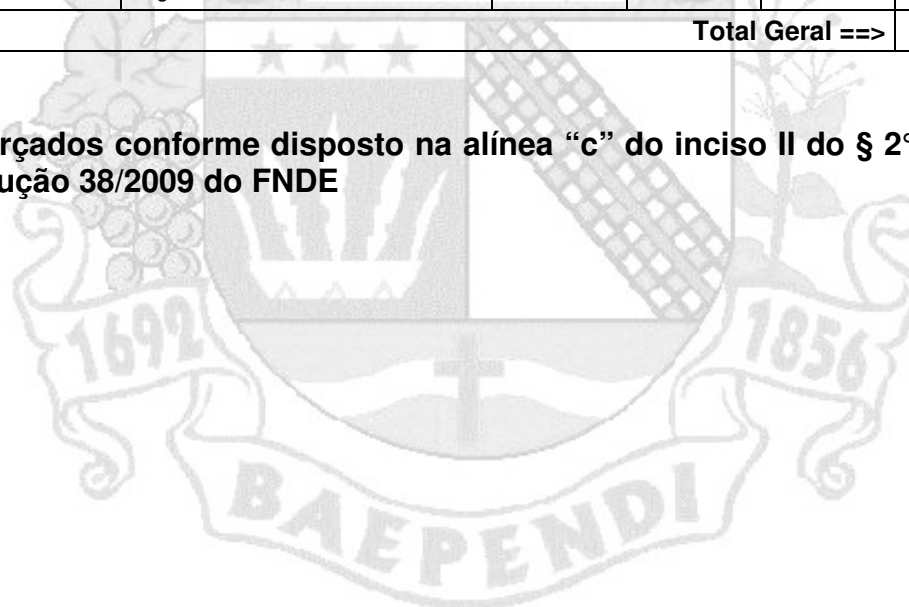 Total Geral ==>
rçados conforme disposto na alínea “c” do inciso II do § 2°
ução 38/2009 do FNDE
1692
1856
BAEPENDI